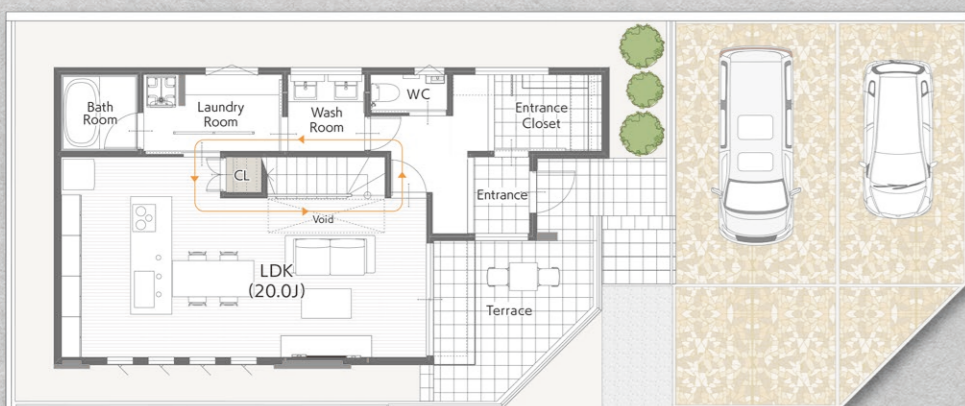 Bath
Room
Laundry
Room
Wash
Room
WC
Entrance
Closet
CL
Entrance
Void
LDK
(20.0J)
Terrace